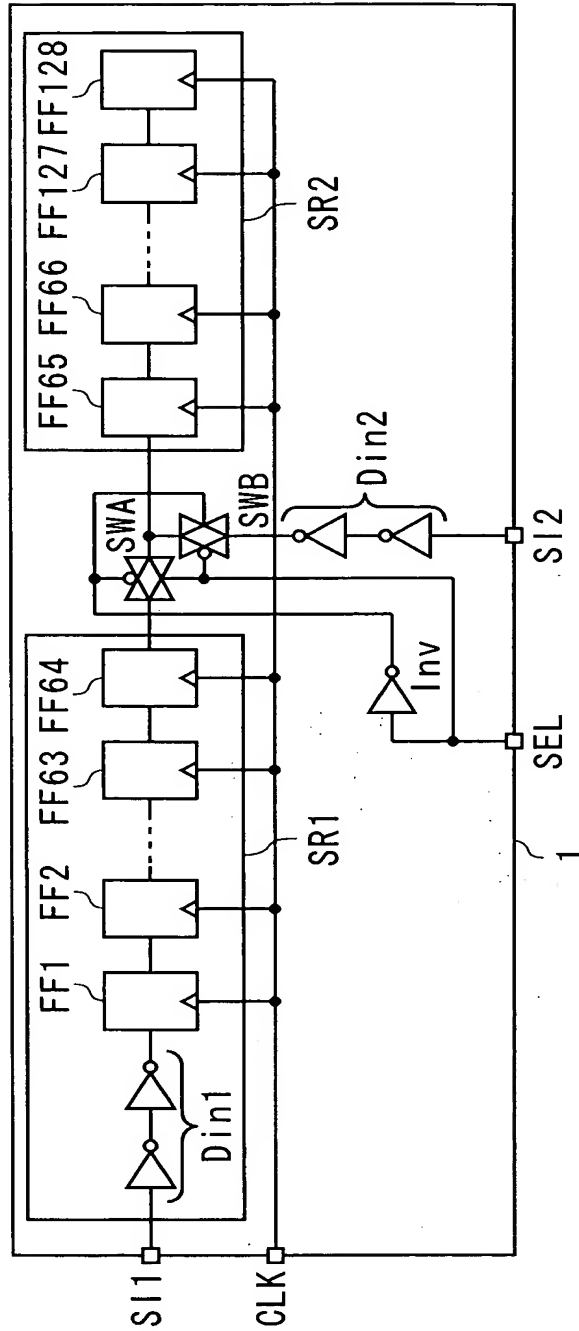 FF1
FF2
FF63
FF64
FF65
FF66
FF127
FF128
SWA
SWB
SR1
SR2
Din1
Din2
Inv
SI1
CLK
SEL
SI2
1